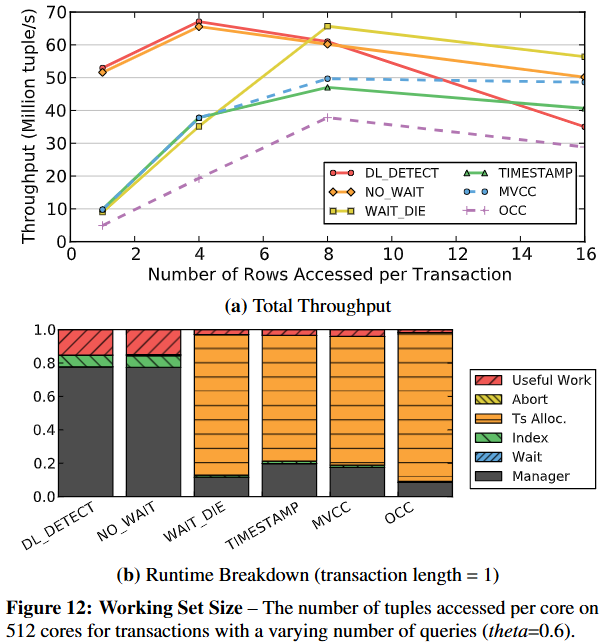 70
60
50
40
30
20
10
0
Throughput (Million tuple/s)
DL_DETECT
NO_WAIT
WAIT_DIE
TIMESTAMP
MVCC
OCC
0 2 4 6 8 10 12 14 16
Number of Rows Accessed per Transaction
(a) Total Throughput
1.0
0.8
0.6
0.4
0.2
0.0
Useful Work
Abort
Ts Alloc.
Index
Wait
Manager
DL_DETECT
NO_WAIT
WAIT_DIE
TIMESTAMP
MVCC
OCC
(b) Runtime Breakdown (transaction length = 1)
Figure 12: Working Set Size – The number of tuples accessed per core on
512 cores for transactions with a varying number of queries (theta=0.6).